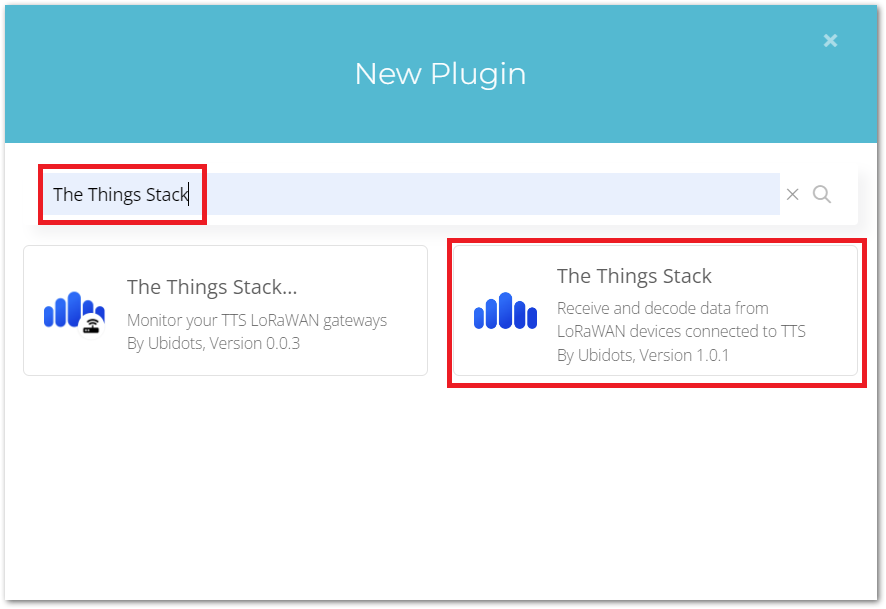 New Plugin
The Things Stack
The Things Stack...
Monitor your TTS LoRaWAN gateways
By Ubidots, Version 0.0.3
The Things Stack
Receive and decode data from
LoRaWAN devices connected to TTS
By Ubidots, Version 1.0.1